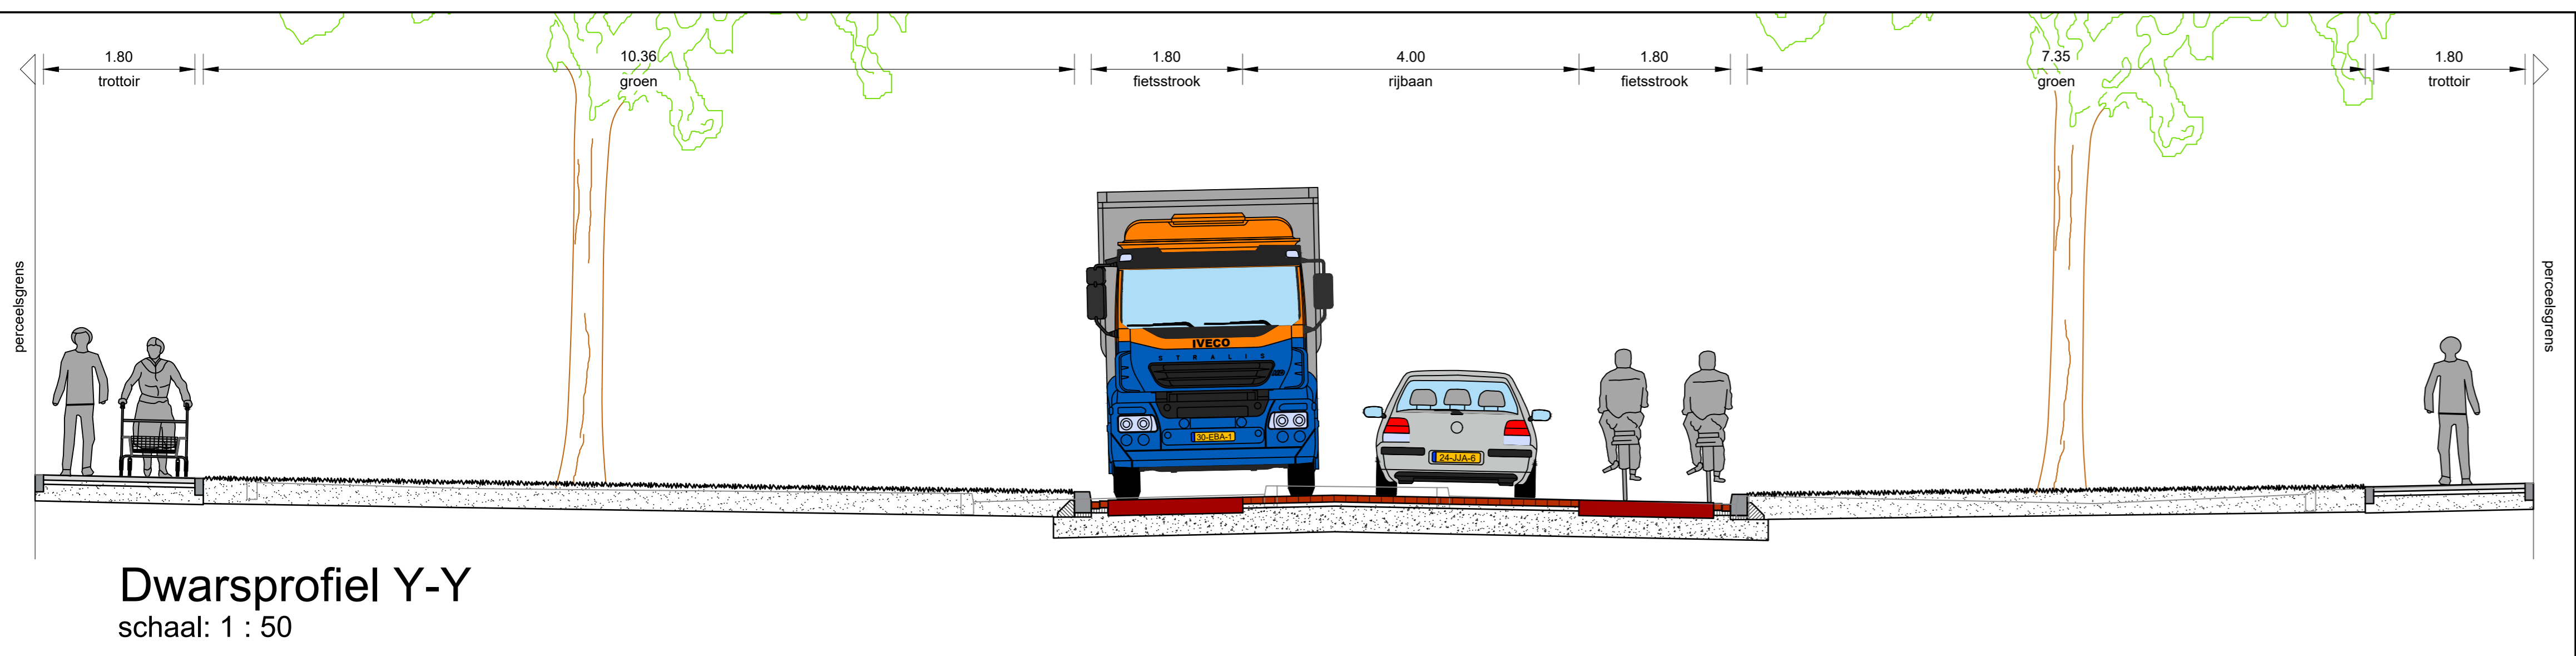 1.80 10.36 1.80 4.00 1.80 7.35 1.80
trottoir groen fietsstrook rijbaan fietsstrook groen trottoir
perceelsgrens
perceelsgrens
IVECO
STRALIS
30-EBA-1
24-JJA-6
Dwarsprofiel Y-Y
schaal: 1 : 50